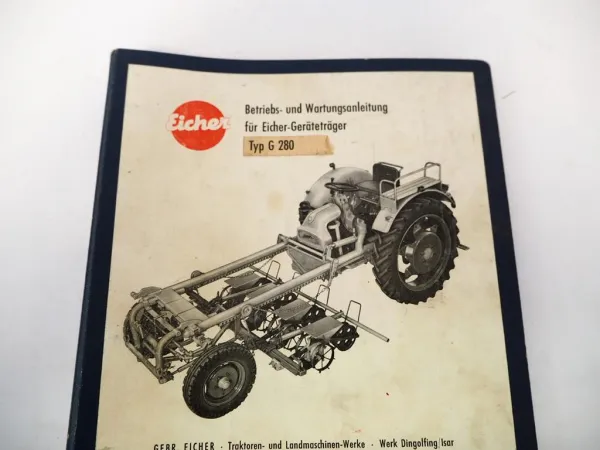 Eicher
Betriebs- und Wartungsanleitung
für Eicher-Geräteträger
Typ G 280
GEBR. EICHER · Traktoren- und Landmaschinen-Werke · Werk Dingolfing/Isar